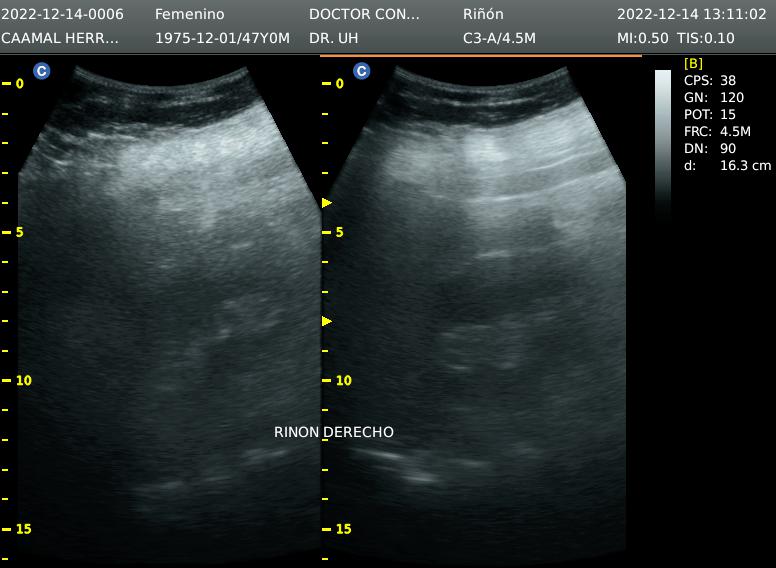 2022-12-14-0006 Femenino DOCTOR CON... Riñón 2022-12-14 13:11:02
CAAMAL HERR... 1975-12-01/47Y0M DR. UH C3-A/4.5M MI:0.50 TIS:0.10
C
C
[B]
CPS: 38
GN: 120
POT: 15
FRC: 4.5M
DN: 90
d: 16.3 cm
0
5
10
15
0
5
10
15
RINON DERECHO